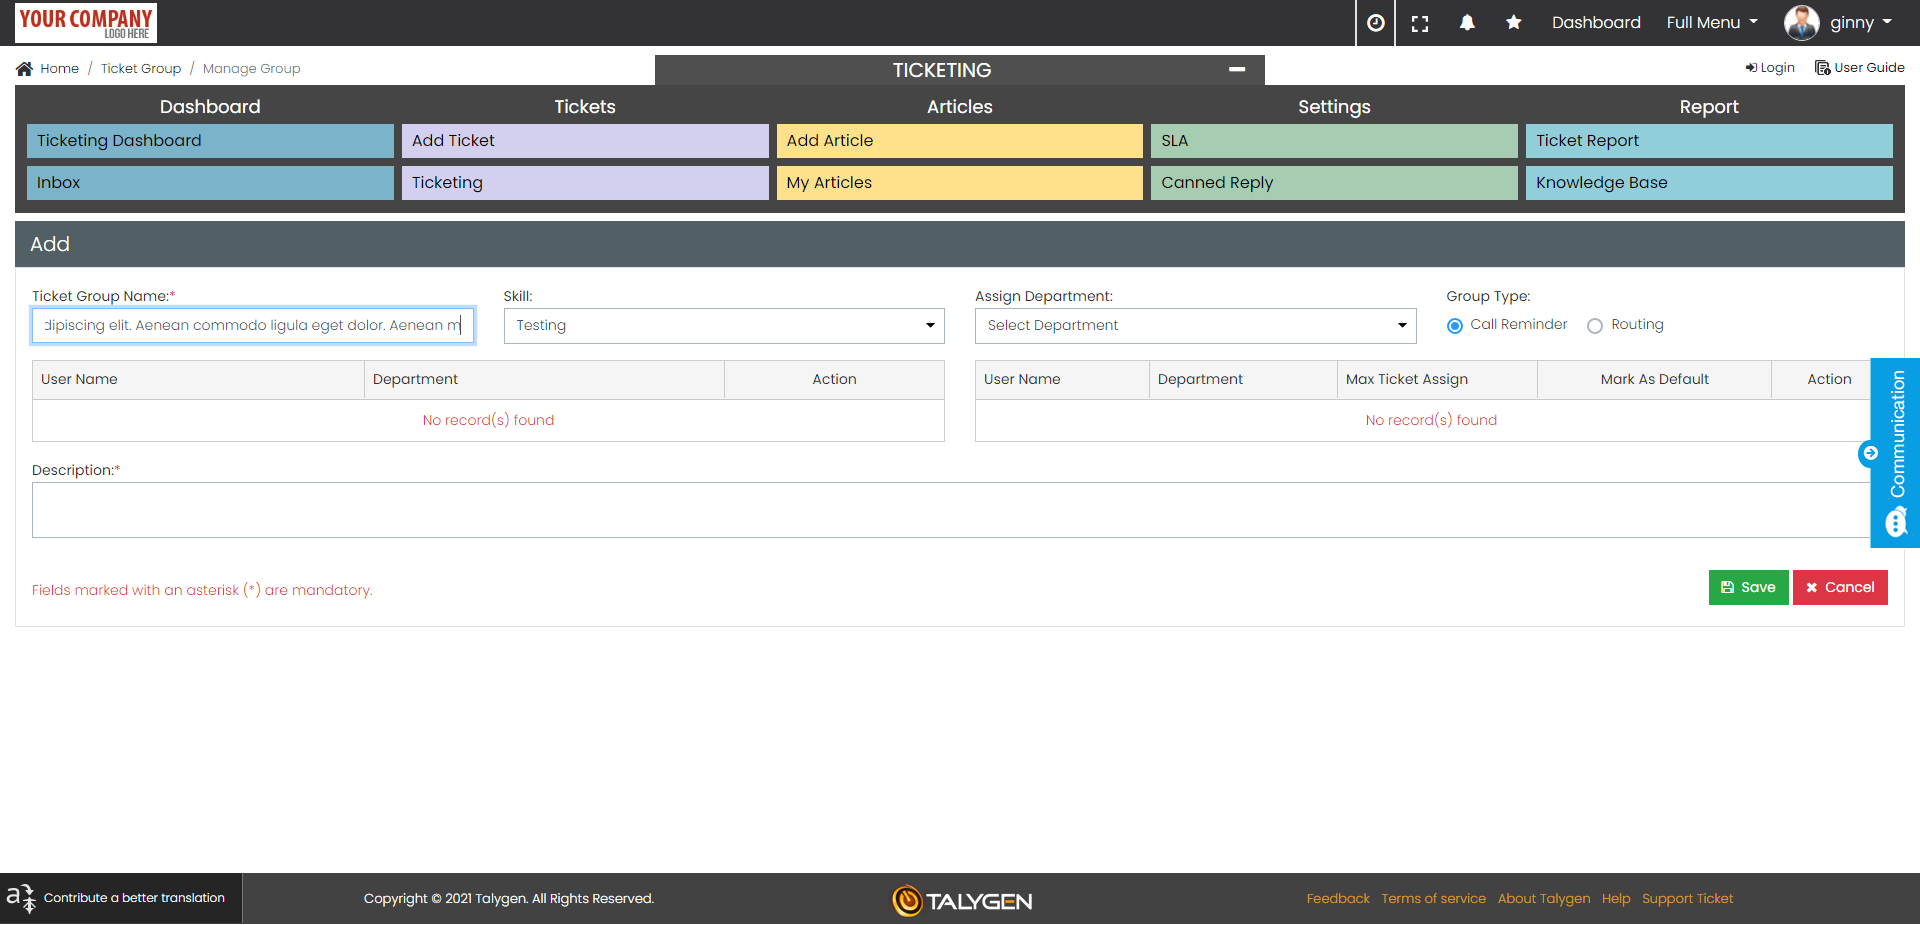 YOUR COMPANY
LOGO HERE
Dashboard Full Menu ginny
Home / Ticket Group / Manage Group
TICKETING
Login User Guide
Dashboard Tickets Articles Settings Report
Ticketing Dashboard Add Ticket Add Article SLA Ticket Report
Inbox Ticketing My Articles Canned Reply Knowledge Base
Add
Ticket Group Name:* Skill: Assign Department: Group Type:
dipiscing elit. Aenean commodo ligula eget dolor. Aenean m Testing Select Department Call Reminder Routing
User Name Department Action User Name Department Max Ticket Assign Mark As Default Action
No record(s) found No record(s) found
Communication
Description:*
Fields marked with an asterisk (*) are mandatory.
Save Cancel
Contribute a better translation
Copyright © 2021 Talygen. All Rights Reserved.
TALYGEN
Feedback Terms of service About Talygen Help Support Ticket